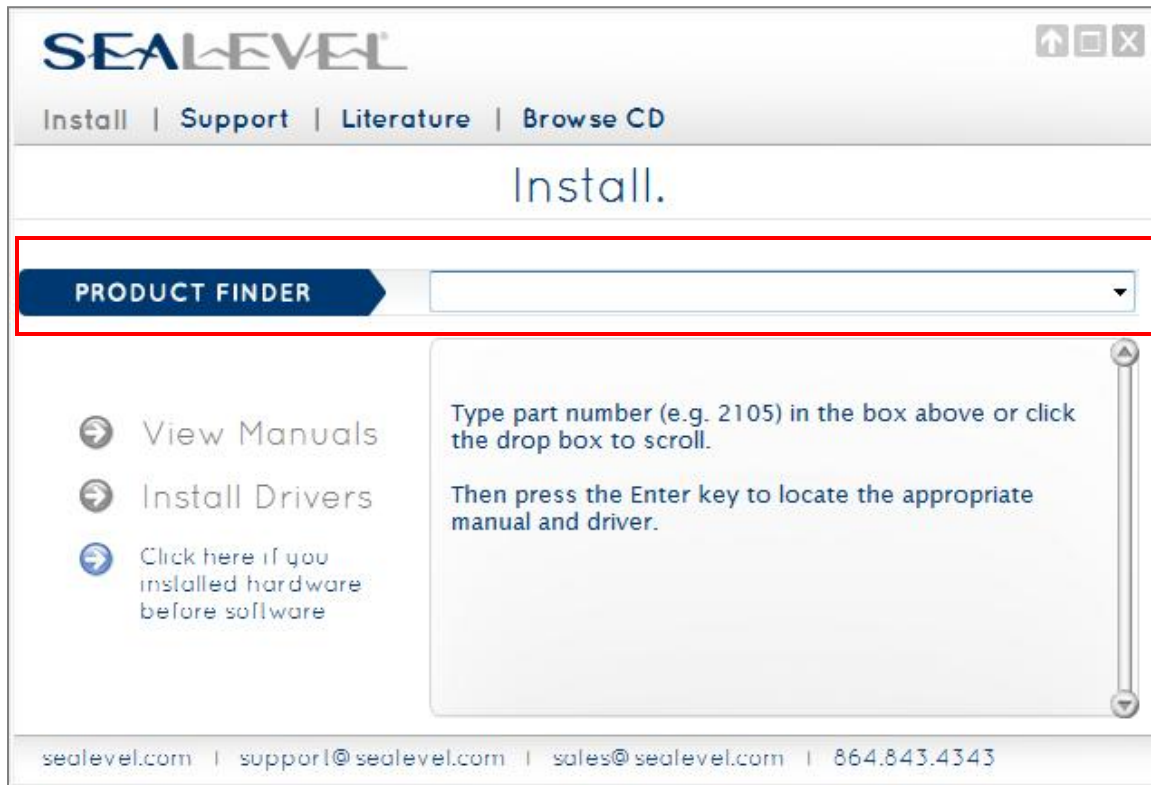 SEALEVEL®
Install | Support | Literature | Browse CD
Install.
PRODUCT FINDER
View Manuals
Install Drivers
Click here if you
installed hardware
before software
Type part number (e.g. 2105) in the box above or click
the drop box to scroll.
Then press the Enter key to locate the appropriate
manual and driver.
sealevel.com | support@sealevel.com | sales@sealevel.com | 864.843.4343